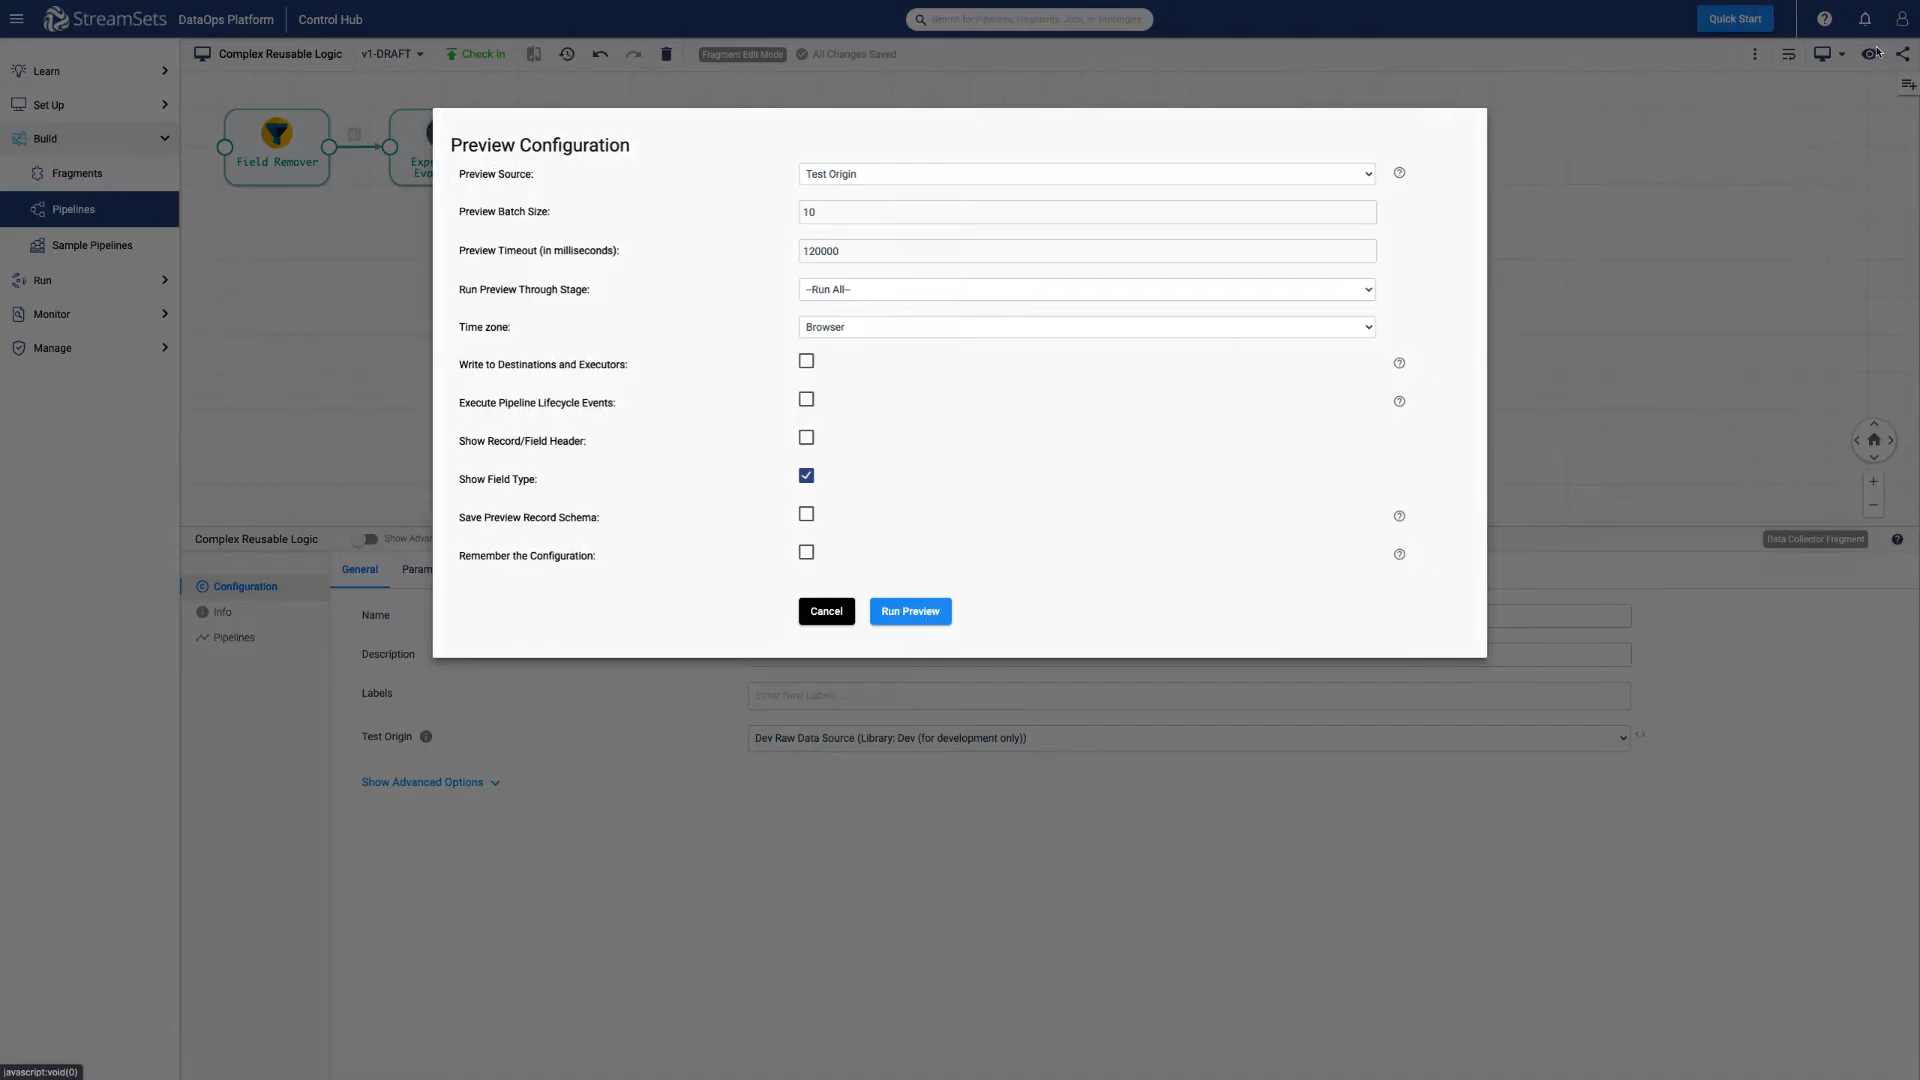 StreamSets DataOps Platform Control Hub Search for Pipelines, Fragments, Jobs, or Topologies Quick Start
Complex Reusable Logic v1-DRAFT Check In Fragment Edit Mode All Changes Saved
Learn
Set Up
Build
Fragments
Pipelines
Sample Pipelines
Run
Monitor
Manage
Field Remover
Preview Configuration
Preview Source: Test Origin
Preview Batch Size: 10
Preview Timeout (in milliseconds): 120000
Run Preview Through Stage: --Run All--
Time zone: Browser
Write to Destinations and Executors:
Execute Pipeline Lifecycle Events:
Show Record/Field Header:
Show Field Type:
Save Preview Record Schema:
Remember the Configuration:
Cancel Run Preview
Complex Reusable Logic Show Advan Data Collector Fragment
Configuration
Info
Pipelines
General Param
Name
Description
Labels Enter New Labels ...
Test Origin Dev Raw Data Source (Library: Dev (for development only))
Show Advanced Options
javascript:void(0)